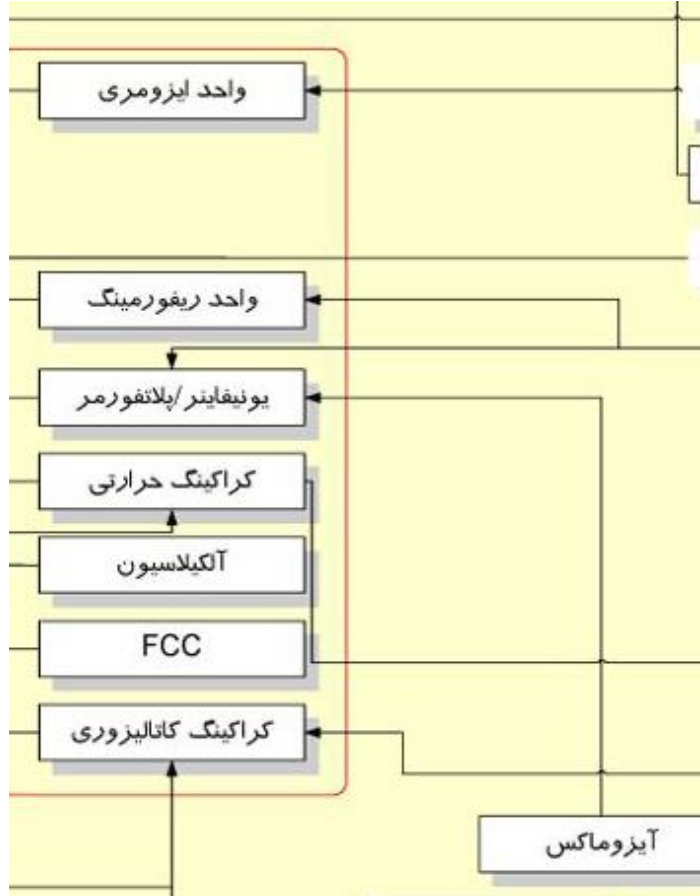 واحد ایزومری
واحد ریفورمینگ
یونیفاینر/پلاتفورمر
کراکینگ حرارتی
آلکیلاسیون
FCC
کراکینگ کاتالیزوری
آیزوماکس